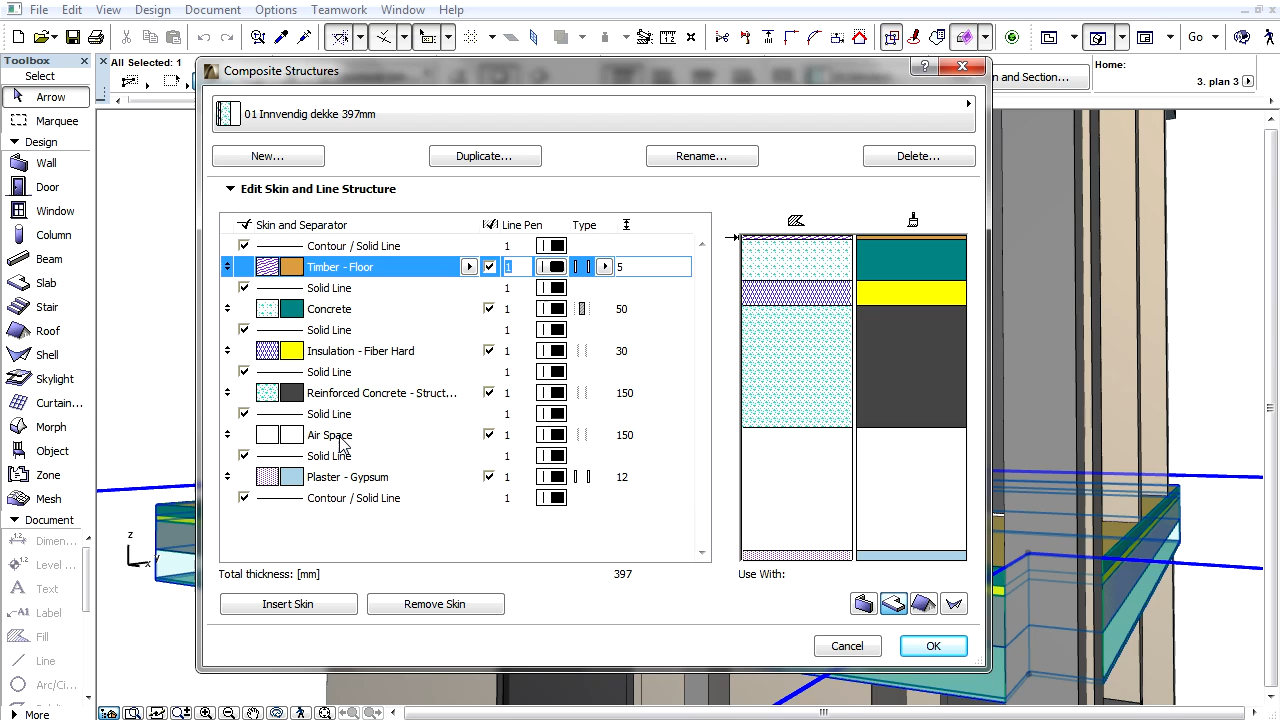 File Edit View Design Document Options Teamwork Window Help
Go
Toolbox
Select
Arrow
Marquee
Design
Wall
Door
Window
Column
Beam
Slab
Stair
Roof
Shell
Skylight
Curtain...
Morph
Object
Zone
Mesh
Document
Dimen...
Level ...
Text
Label
Fill
Line
Arc/Ci...
More
All Selected: 1
n and Section...
Home:
3. plan 3
Composite Structures
01 Innvendig dekke 397mm
New... Duplicate... Rename... Delete...
Edit Skin and Line Structure
Skin and Separator Line Pen Type
Contour / Solid Line 1
Timber - Floor 1 5
Solid Line 1
Concrete 1 50
Solid Line 1
Insulation - Fiber Hard 1 30
Solid Line 1
Reinforced Concrete - Struct... 1 150
Solid Line 1
Air Space 1 150
Solid Line 1
Plaster - Gypsum 1 12
Contour / Solid Line 1
Total thickness: [mm] 397
Use With:
Insert Skin Remove Skin
Cancel OK
z
x
y